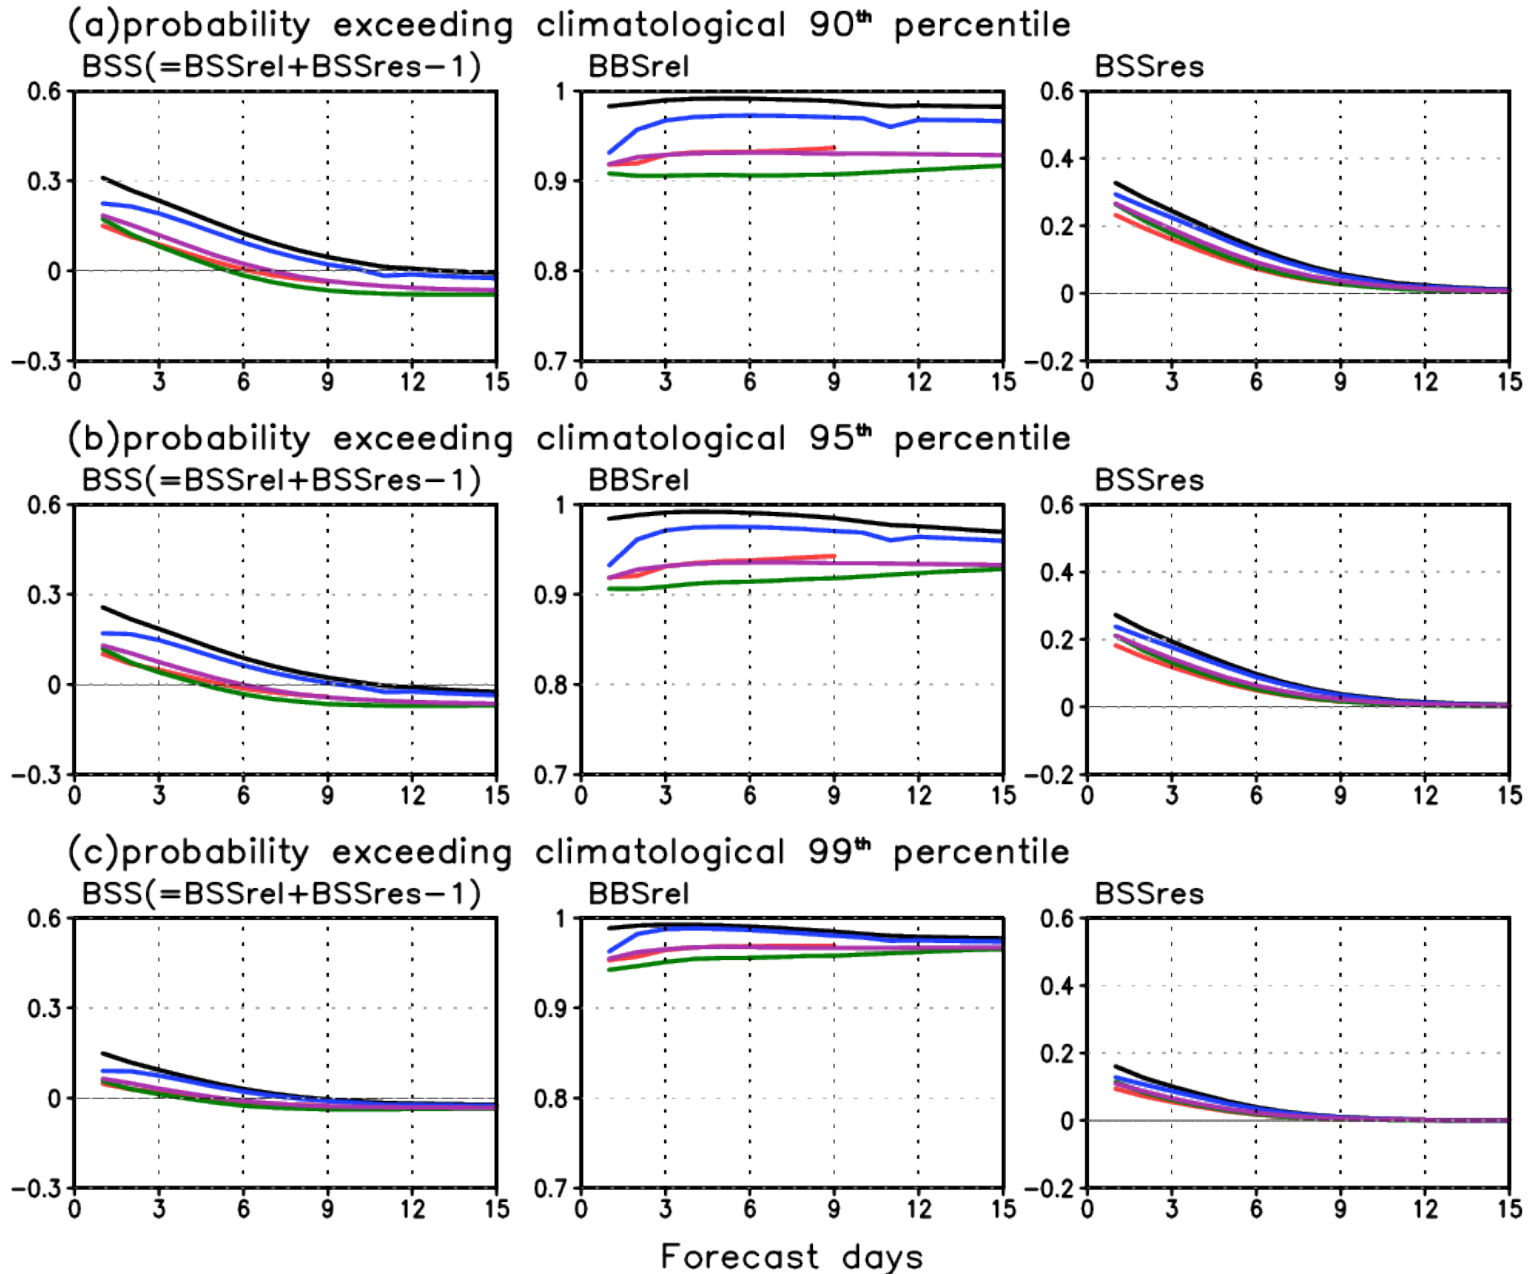 (a)probability exceeding climatological 90th percentile
BSS(=BSSrel+BSSres−1) BBSrel BSSres
0.6 1 0.6
0.3 0.9 0.4
0 0.8 0.2
−0.3 0.7 0
−0.2
0 3 6 9 12 15 0 3 6 9 12 15 0 3 6 9 12 15
(b)probability exceeding climatological 95th percentile
BSS(=BSSrel+BSSres−1) BBSrel BSSres
0.6 1 0.6
0.3 0.9 0.4
0 0.8 0.2
−0.3 0.7 0
−0.2
0 3 6 9 12 15 0 3 6 9 12 15 0 3 6 9 12 15
(c)probability exceeding climatological 99th percentile
BSS(=BSSrel+BSSres−1) BBSrel BSSres
0.6 1 0.6
0.3 0.9 0.4
0 0.8 0.2
−0.3 0.7 0
−0.2
0 3 6 9 12 15 0 3 6 9 12 15 0 3 6 9 12 15
Forecast days